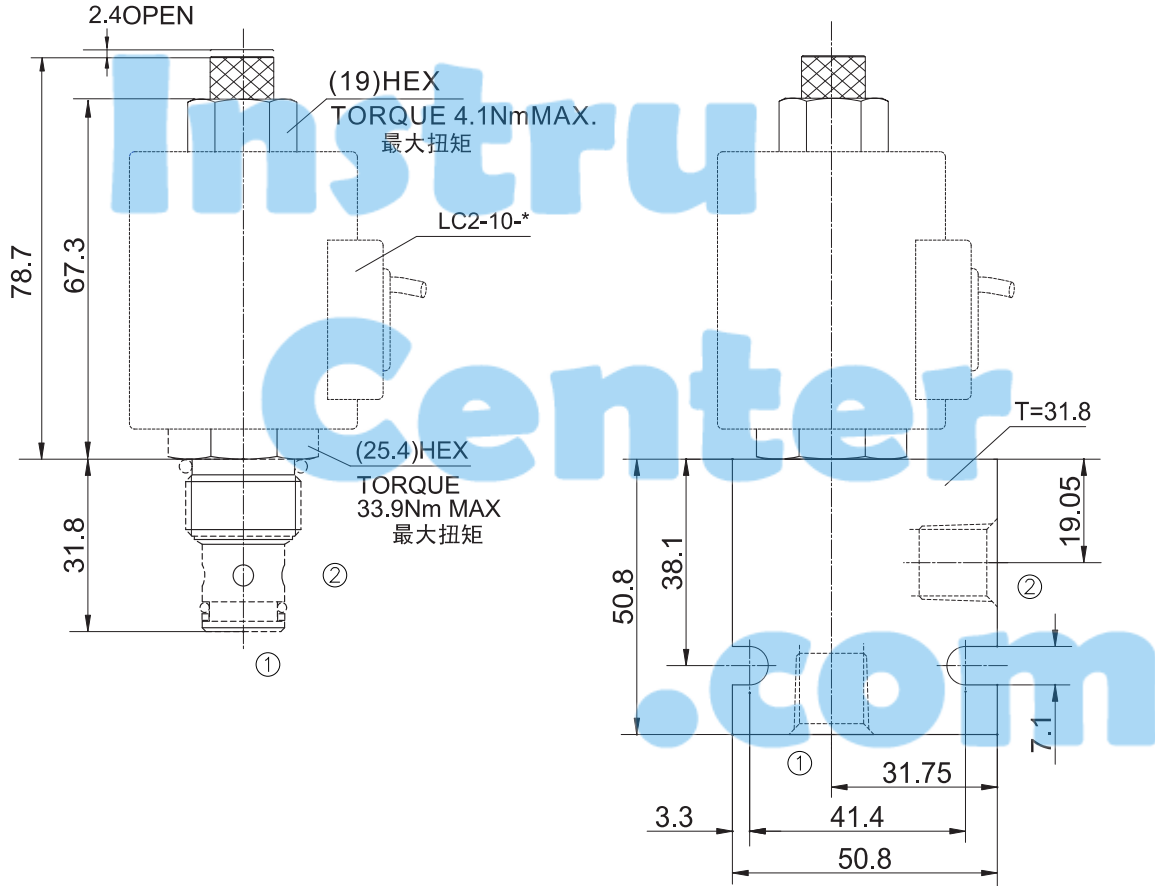 2.4OPEN
(19)HEX
TORQUE 4.1NmMAX.
最大扭矩
LC2-10-*
78.7
67.3
(25.4)HEX
TORQUE
33.9Nm MAX
最大扭矩
31.8
②
①
T=31.8
19.05
38.1
50.8
②
7.1
①
31.75
3.3
41.4
50.8
Instru
Center
.com